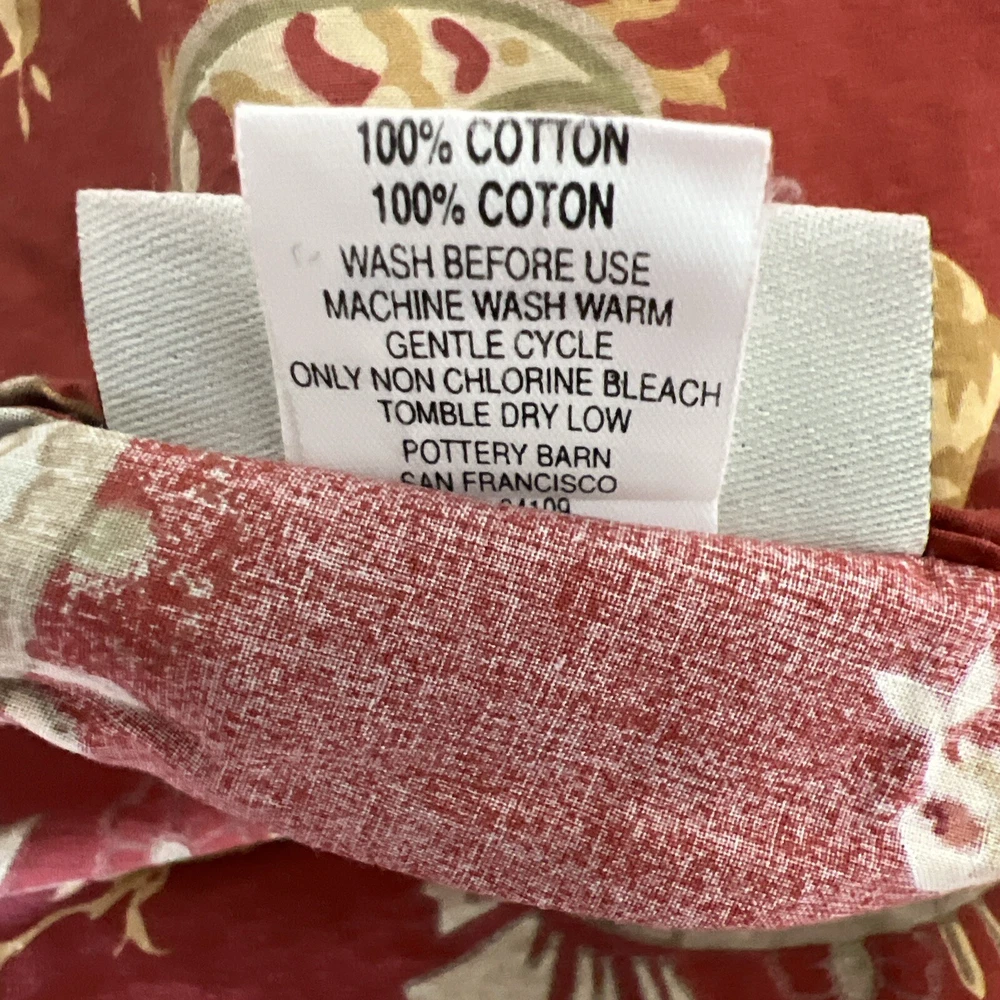 100% COTTON
100% COTON
WASH BEFORE USE
MACHINE WASH WARM
GENTLE CYCLE
ONLY NON CHLORINE BLEACH
TOMBLE DRY LOW
POTTERY BARN
SAN FRANCISCO
94109